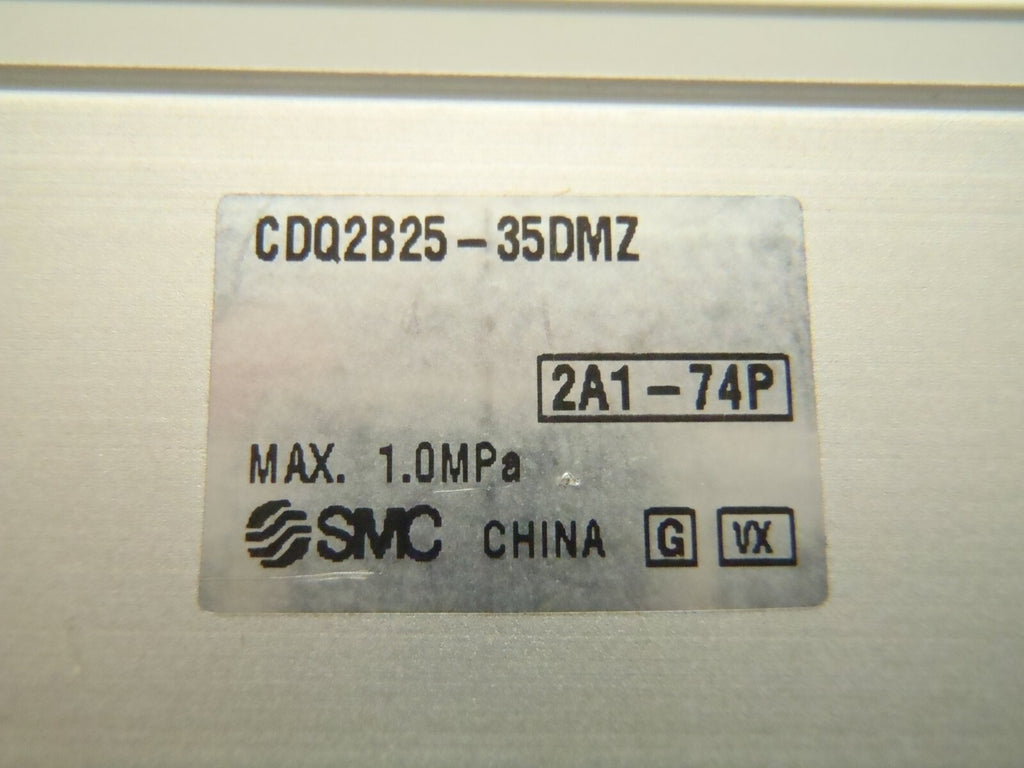 CDQ2B25-35DMZ
2A1-74P
MAX. 1.0MPa
SMC CHINA G VX